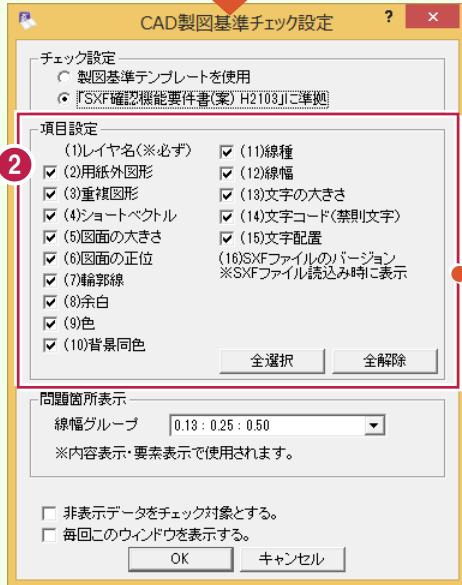 CAD製図基準チェック設定
? ×
チェック設定
製図基準テンプレートを使用
「SXF確認機能要件書(案) H2103」に準拠
2
項目設定
(1)レイヤ名(※必ず)
(2)用紙外図形
(3)重複図形
(4)ショートベクトル
(5)図面の大きさ
(6)図面の正位
(7)輪郭線
(8)余白
(9)色
(10)背景同色
(11)線種
(12)線幅
(13)文字の大きさ
(14)文字コード(禁則文字)
(15)文字配置
(16)SXFファイルのバージョン
※SXFファイル読込み時に表示
全選択 全解除
問題箇所表示
線幅グループ 0.13 : 0.25 : 0.50
※内容表示・要素表示で使用されます。
非表示データをチェック対象とする。
毎回このウィンドウを表示する。
OK キャンセル